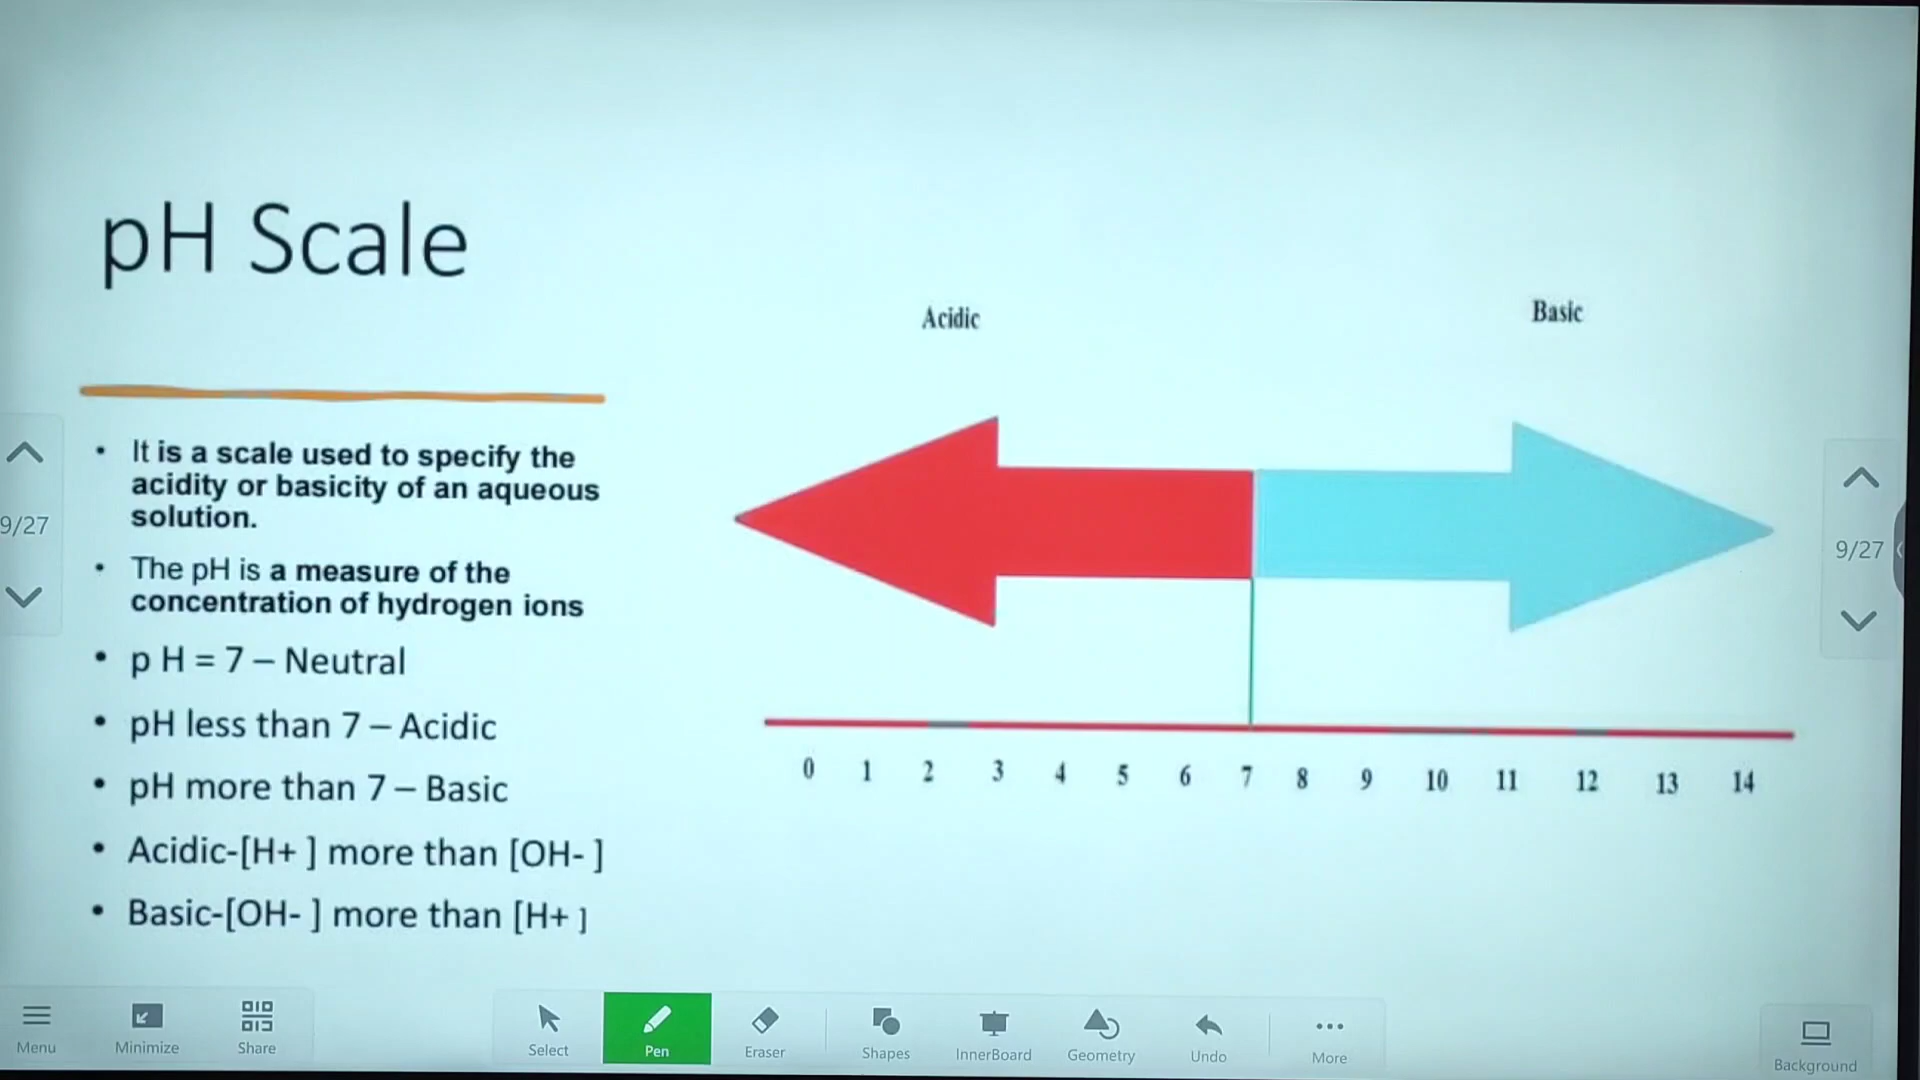 pH Scale
Acidic
Basic
• It is a scale used to specify the
acidity or basicity of an aqueous
solution.
• The pH is a measure of the
concentration of hydrogen ions
• p H = 7 – Neutral
• pH less than 7 – Acidic
• pH more than 7 – Basic
• Acidic-[H+ ] more than [OH- ]
• Basic-[OH- ] more than [H+ ]
0 1 2 3 4 5 6 7 8 9 10 11 12 13 14
9/27
9/27
Menu Minimize Share Select Pen Eraser Shapes InnerBoard Geometry Undo More Background